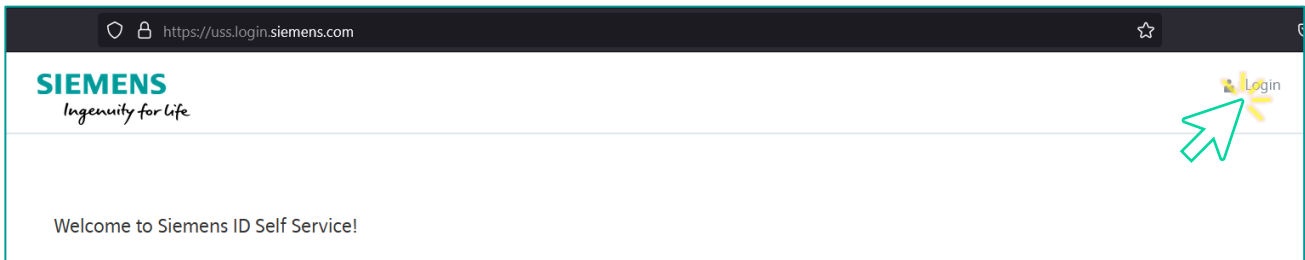 https://uss.login.siemens.com
SIEMENS
Ingenuity for life
Login
Welcome to Siemens ID Self Service!